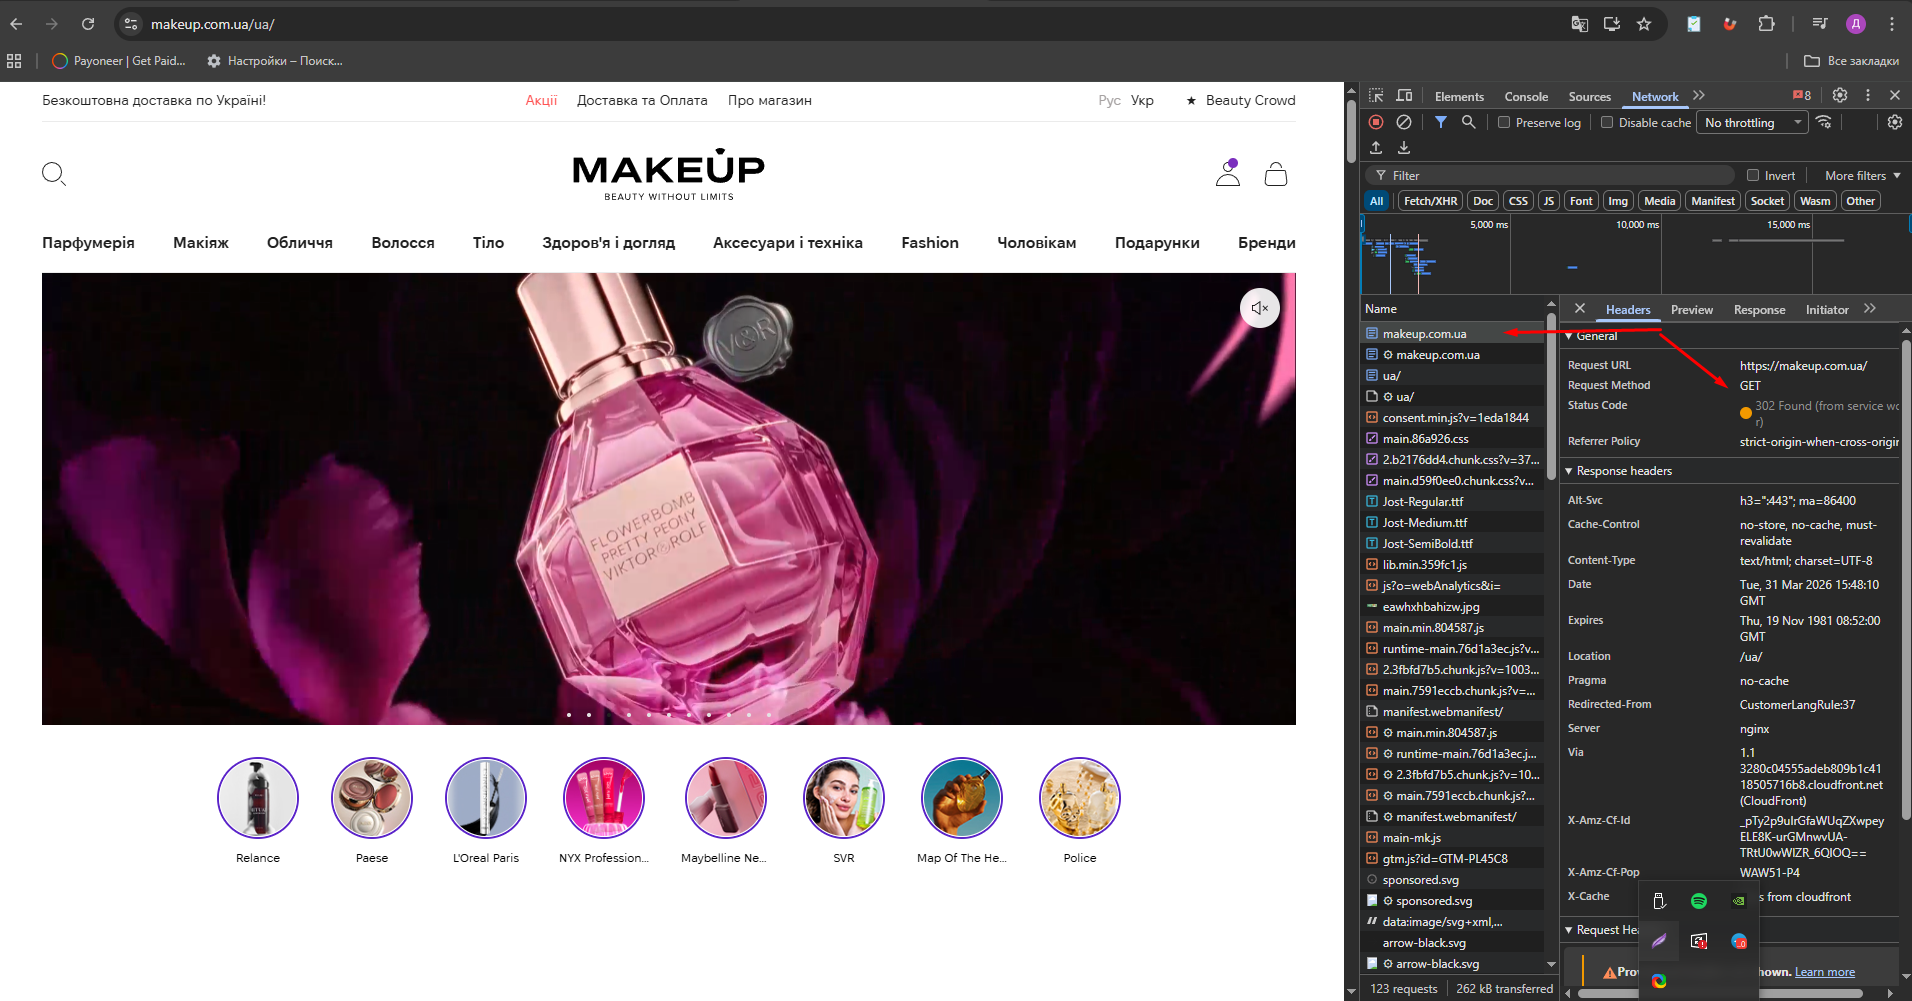 makeup.com.ua/ua/
Д
Payoneer | Get Paid...
Настройки – Поиск...
Все закладки
Безкоштовна доставка по Україні!
Акції
Доставка та Оплата
Про магазин
Рус
Укр
★ Beauty Crowd
MAKEUP
BEAUTY WITHOUT LIMITS
Парфумерія
Макіяж
Обличчя
Волосся
Тіло
Здоров'я і догляд
Аксесуари і техніка
Fashion
Чоловікам
Подарунки
Бренди
V&R
FLOWERBOMB
PRETTY PEONY
VIKTOR&ROLF
Relance
Paese
L'Oreal Paris
NYX Profession...
Maybelline Ne...
SVR
Map Of The He...
Police
Elements
Console
Sources
Network
8
Preserve log
Disable cache
No throttling
Filter
Invert
More filters
All
Fetch/XHR
Doc
CSS
JS
Font
Img
Media
Manifest
Socket
Wasm
Other
5,000 ms
10,000 ms
15,000 ms
Name
makeup.com.ua
makeup.com.ua
ua/
ua/
consent.min.js?v=1eda1844
main.86a926.css
2.b2176dd4.chunk.css?v=37...
main.d59f0ee0.chunk.css?v...
Jost-Regular.ttf
Jost-Medium.ttf
Jost-SemiBold.ttf
lib.min.359fc1.js
js?o=webAnalytics&i=
eawhxhbahizw.jpg
main.min.804587.js
runtime-main.76d1a3ec.js?v...
2.3fbfd7b5.chunk.js?v=1003...
main.7591eccb.chunk.js?v=...
manifest.webmanifest/
main.min.804587.js
runtime-main.76d1a3ec.j...
2.3fbfd7b5.chunk.js?v=10...
main.7591eccb.chunk.js?...
manifest.webmanifest/
main-mk.js
gtm.js?id=GTM-PL45C8
sponsored.svg
sponsored.svg
data:image/svg+xml,...
arrow-black.svg
arrow-black.svg
123 requests
262 kB transferred
Headers
Preview
Response
Initiator
General
Request URL
https://makeup.com.ua/
Request Method
GET
Status Code
302 Found (from service wo
r)
Referrer Policy
strict-origin-when-cross-origin
Response headers
Alt-Svc
h3=":443"; ma=86400
Cache-Control
no-store, no-cache, must-
revalidate
Content-Type
text/html; charset=UTF-8
Date
Tue, 31 Mar 2026 15:48:10
GMT
Expires
Thu, 19 Nov 1981 08:52:00
GMT
Location
/ua/
Pragma
no-cache
Redirected-From
CustomerLangRule:37
Server
nginx
Via
1.1
3280c04555adeb809b1c41
18505716b8.cloudfront.net
(CloudFront)
X-Amz-Cf-Id
_pTy2p9ulrGfaWUqZXwpey
ELE8K-urGMnwvUA-
TRtU0wWIZR_6QJOQ==
X-Amz-Cf-Pop
WAW51-P4
X-Cache
s from cloudfront
Request Hea
Prov
hown. Learn more